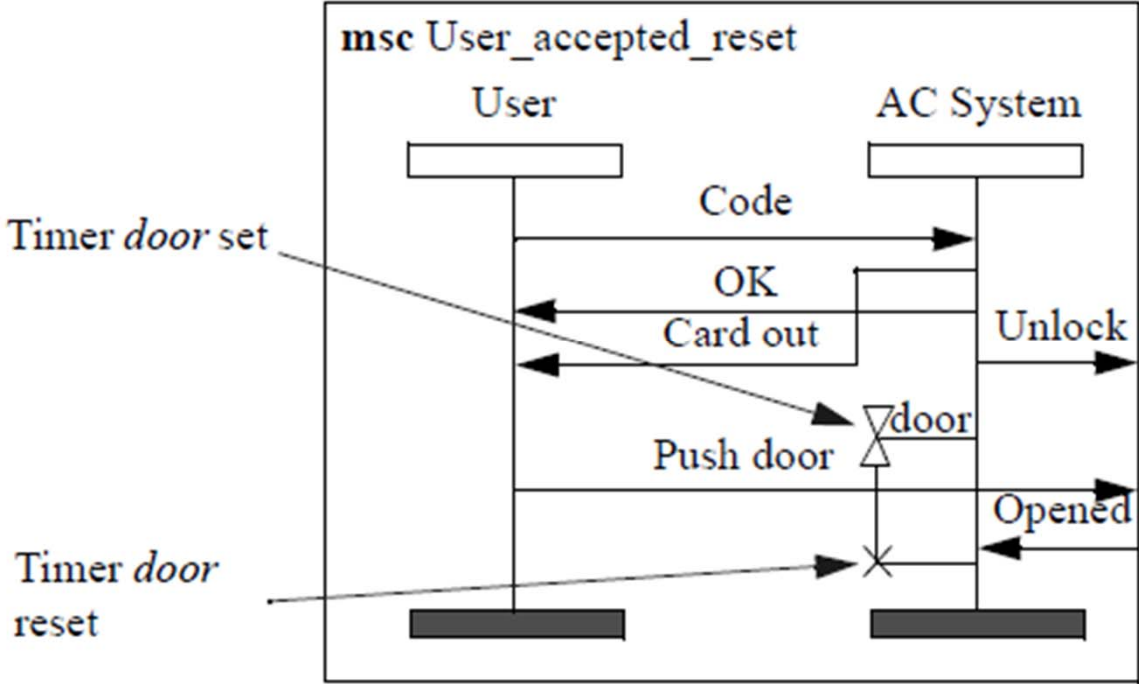 msc User_accepted_reset
User
AC System
Code
Timer door set
OK
Unlock
Card out
door
Push door
Opened
Timer door
reset